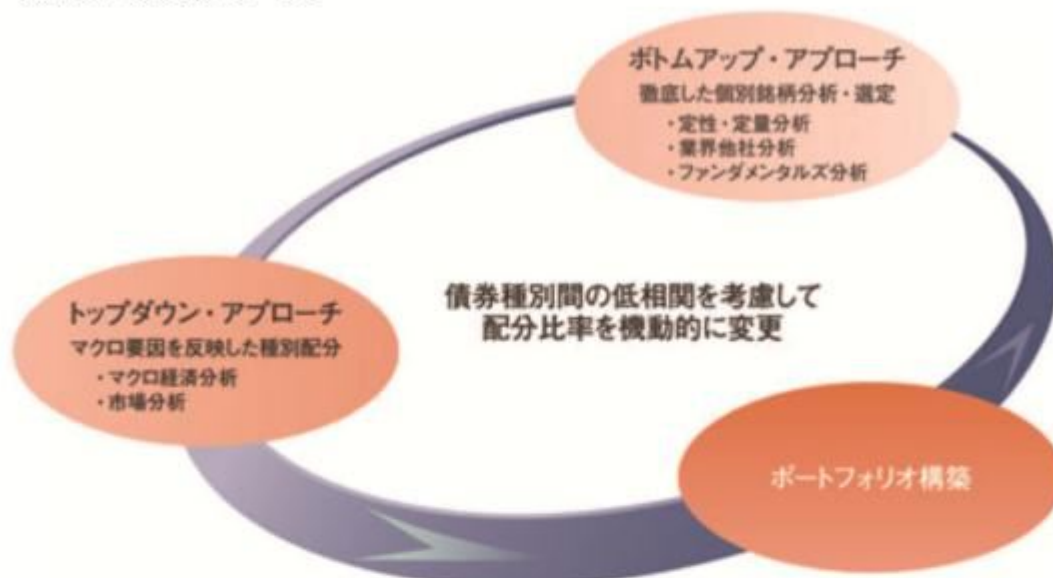 ボトムアップ・アプローチ
徹底した個別銘柄分析・選定
・定性・定量分析
・業界他社分析
・ファンダメンタルズ分析
トップダウン・アプローチ
マクロ要因を反映した種別配分
・マクロ経済分析
・市場分析
債券種別間の低相関を考慮して
配分比率を機動的に変更
ポートフォリオ構築